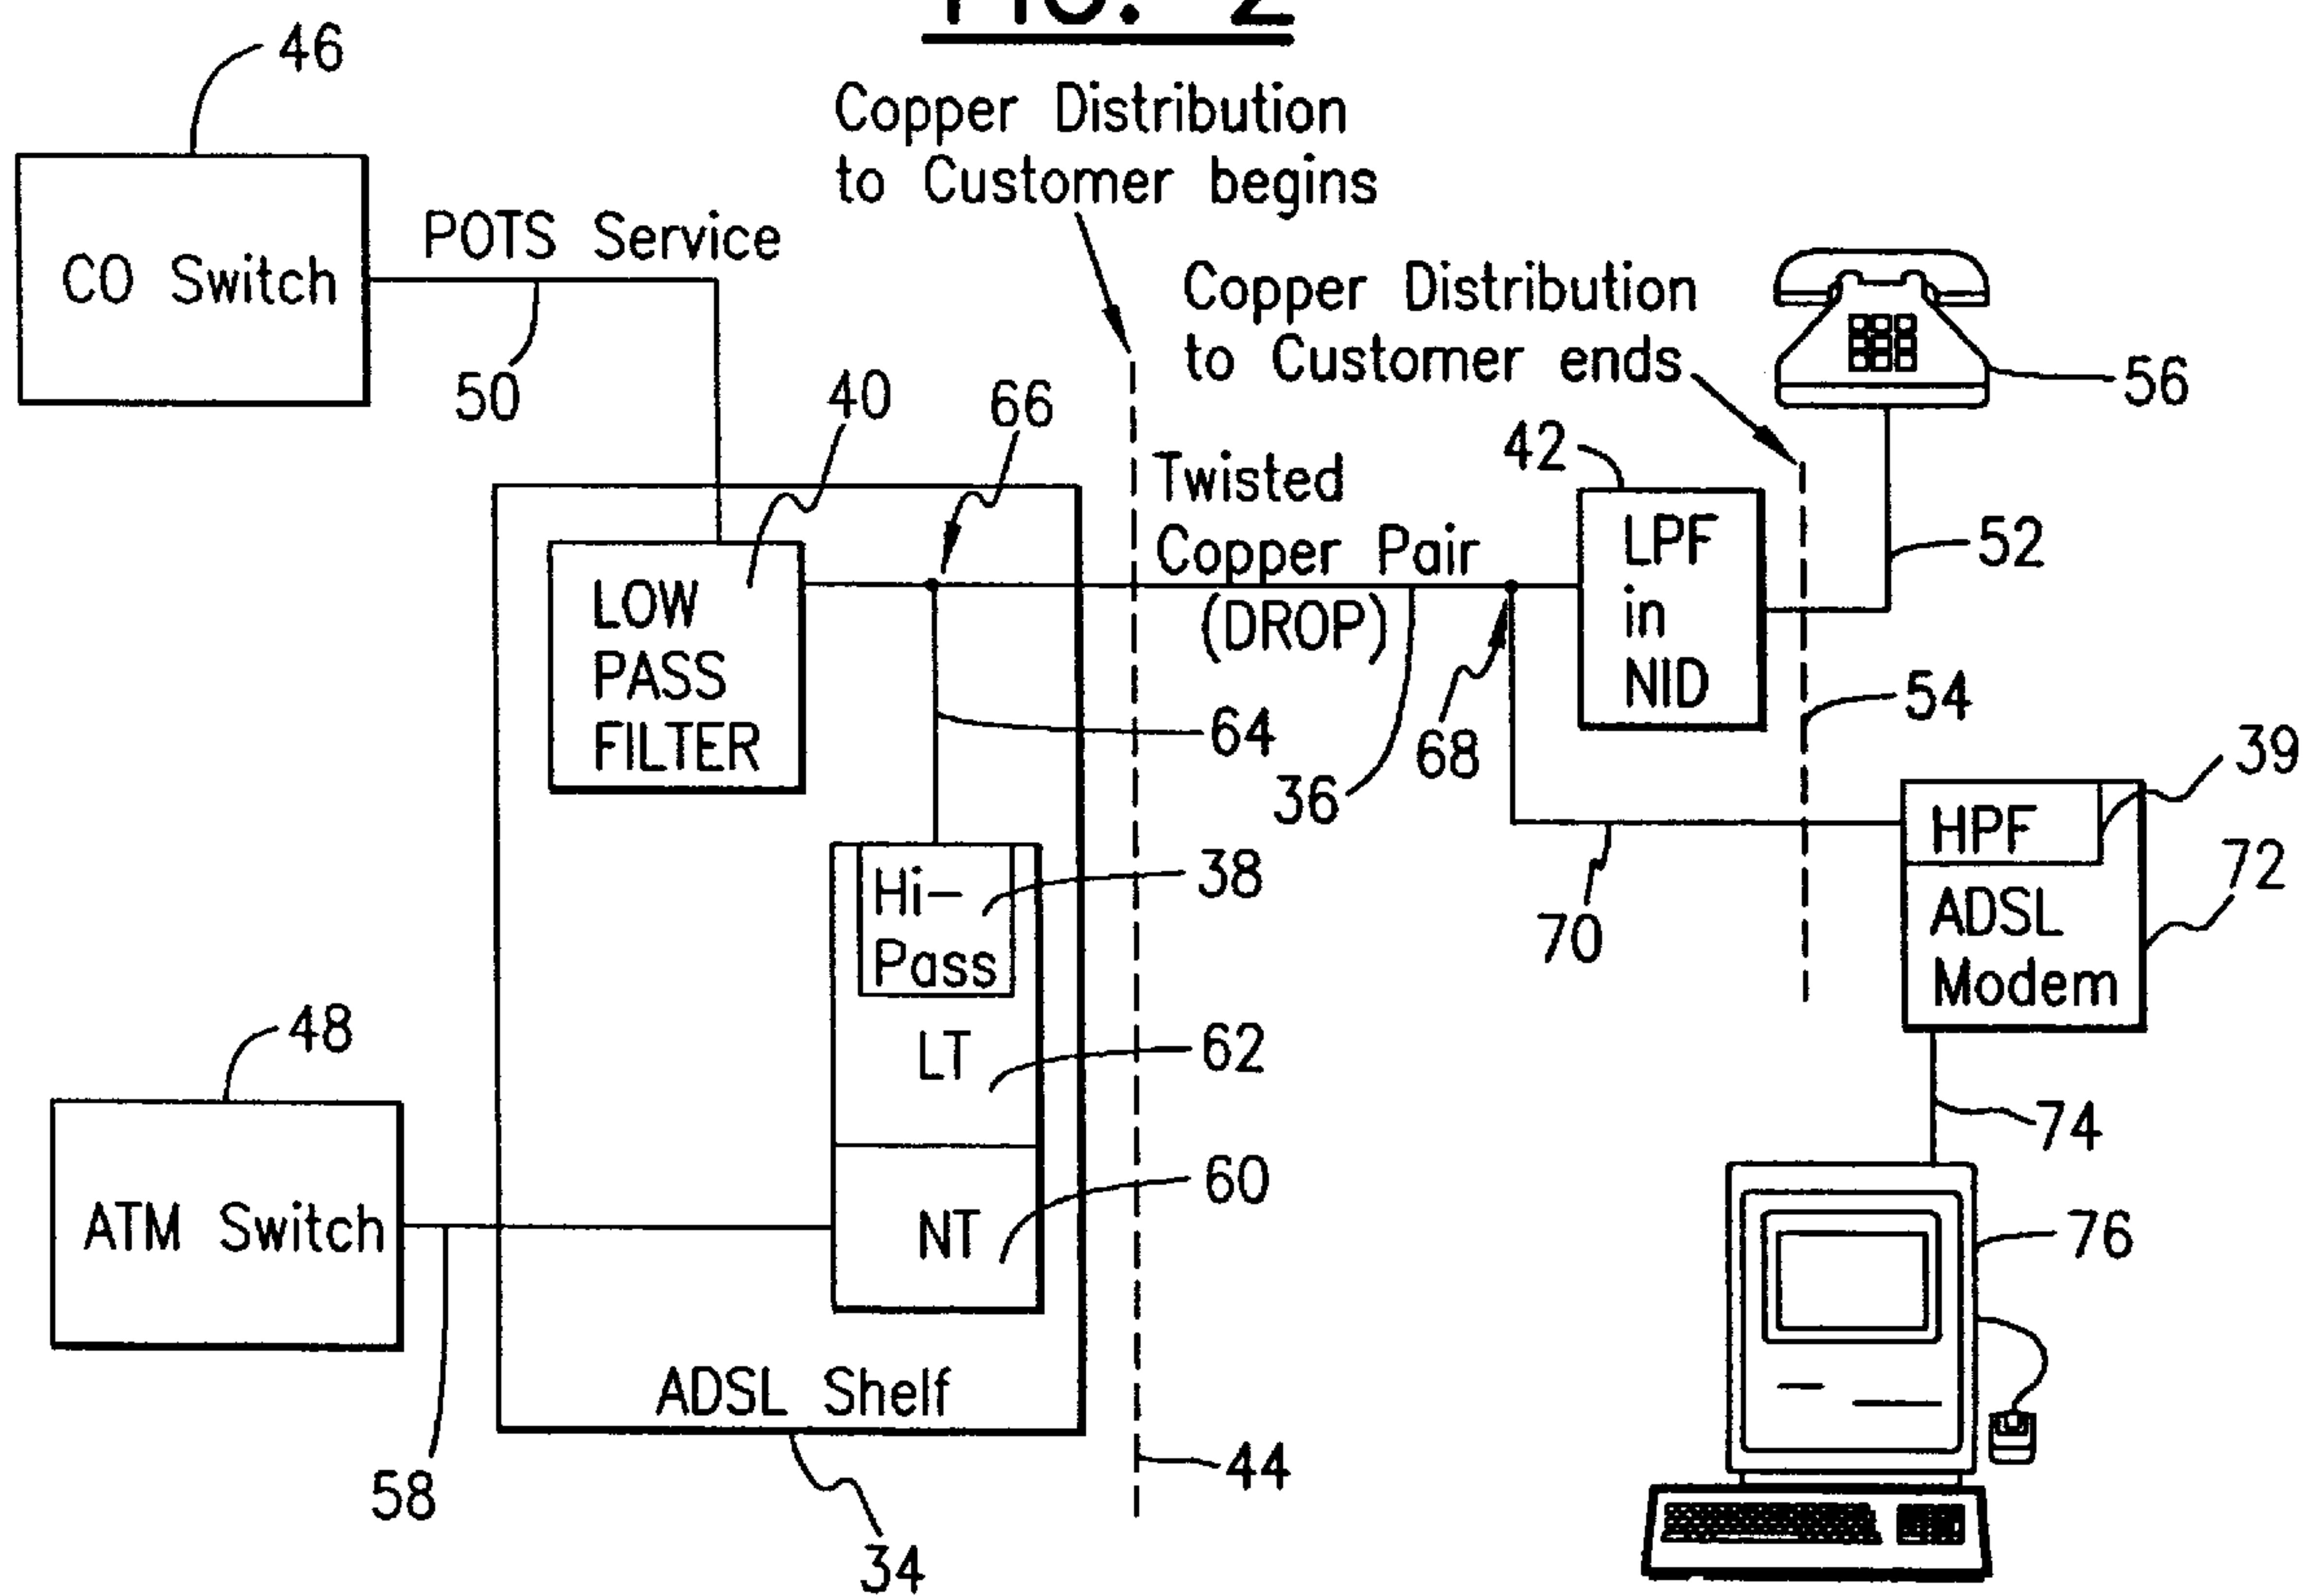 FIG. 2
46
Copper Distribution
to Customer begins
CO Switch
POTS Service
50
Copper Distribution
to Customer ends
56
40
66
42
Twisted
Copper Pair
(DROP)
LPF
in
NID
52
LOW
PASS
FILTER
64
36
68
54
39
HPF
ADSL
Modem
72
70
Hi-
Pass
38
LT
62
48
ATM Switch
NT
60
74
76
ADSL Shelf
58
44
34